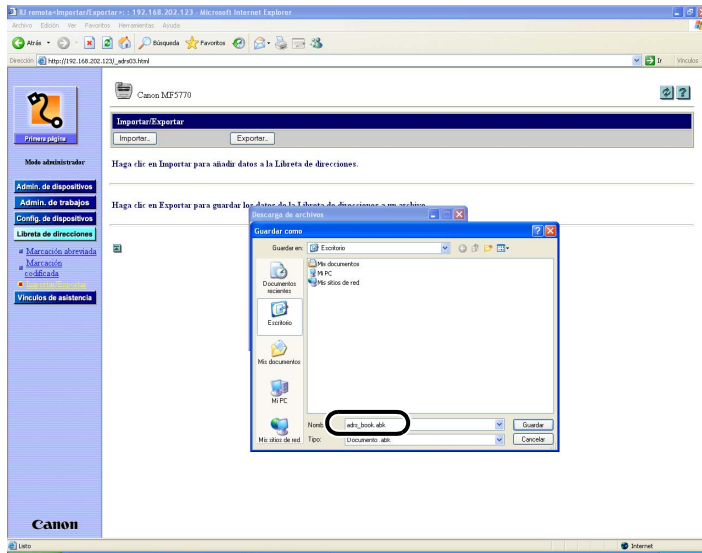 IU remota<Importar/Exportar>: : 192.168.202.123 - Microsoft Internet Explorer
Archivo Edición Ver Favoritos Herramientas Ayuda
Atrás Búsqueda Favoritos
Dirección http://192.168.202.123/_adrs03.html Ir Vínculos
Canon MF5770
Importar/Exportar
Importar.. Exportar..
Primera página
Modo administrador
Haga clic en Importar para añadir datos a la Libreta de direcciones.
Admin. de dispositivos
Admin. de trabajos
Config. de dispositivos
Libreta de direcciones
Marcación abreviada
Marcación
codificada
Importar/Exportar
Vínculos de asistencia
Haga clic en Exportar para guardar los datos de la Libreta de direcciones a un archivo.
Descarga de archivos
Guardar como
Guardar en: Escritorio
Documentos
recientes
Escritorio
Mis documentos
Mi PC
Mis sitios de red
Mis documentos
Mi PC
Mis sitios de red
Nomb adrs_book.abk Guardar
Tipo: Documento .abk Cancelar
Canon
Listo Internet